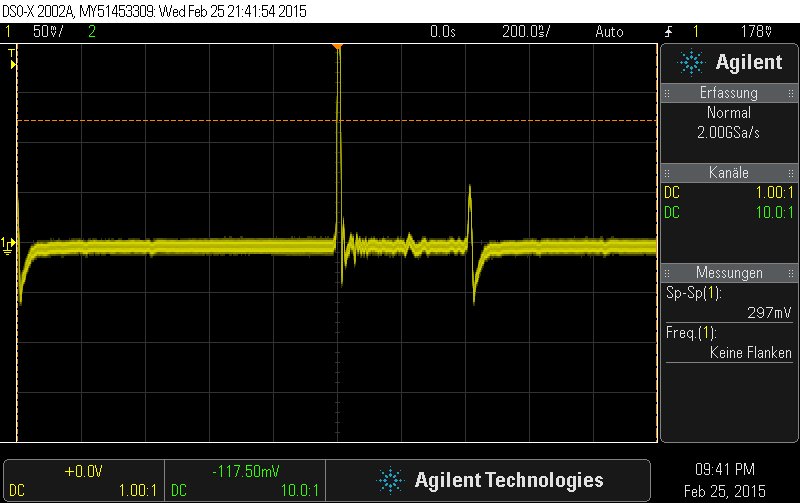 DSO-X 2002A, MY51453309: Wed Feb 25 21:41:54 2015
1 50mV/ 2 0.0s 200.0ns/ Auto 1 178mV
T
Agilent
Erfassung
Normal
2.00GSa/s
Kanäle
DC 1.00:1
DC 10.0:1
1
Messungen
Sp-Sp(1):
297mV
Freq.(1):
Keine Flanken
+0.0V
DC 1.00:1
-117.50mV
DC 10.0:1
Agilent Technologies
09:41 PM
Feb 25, 2015